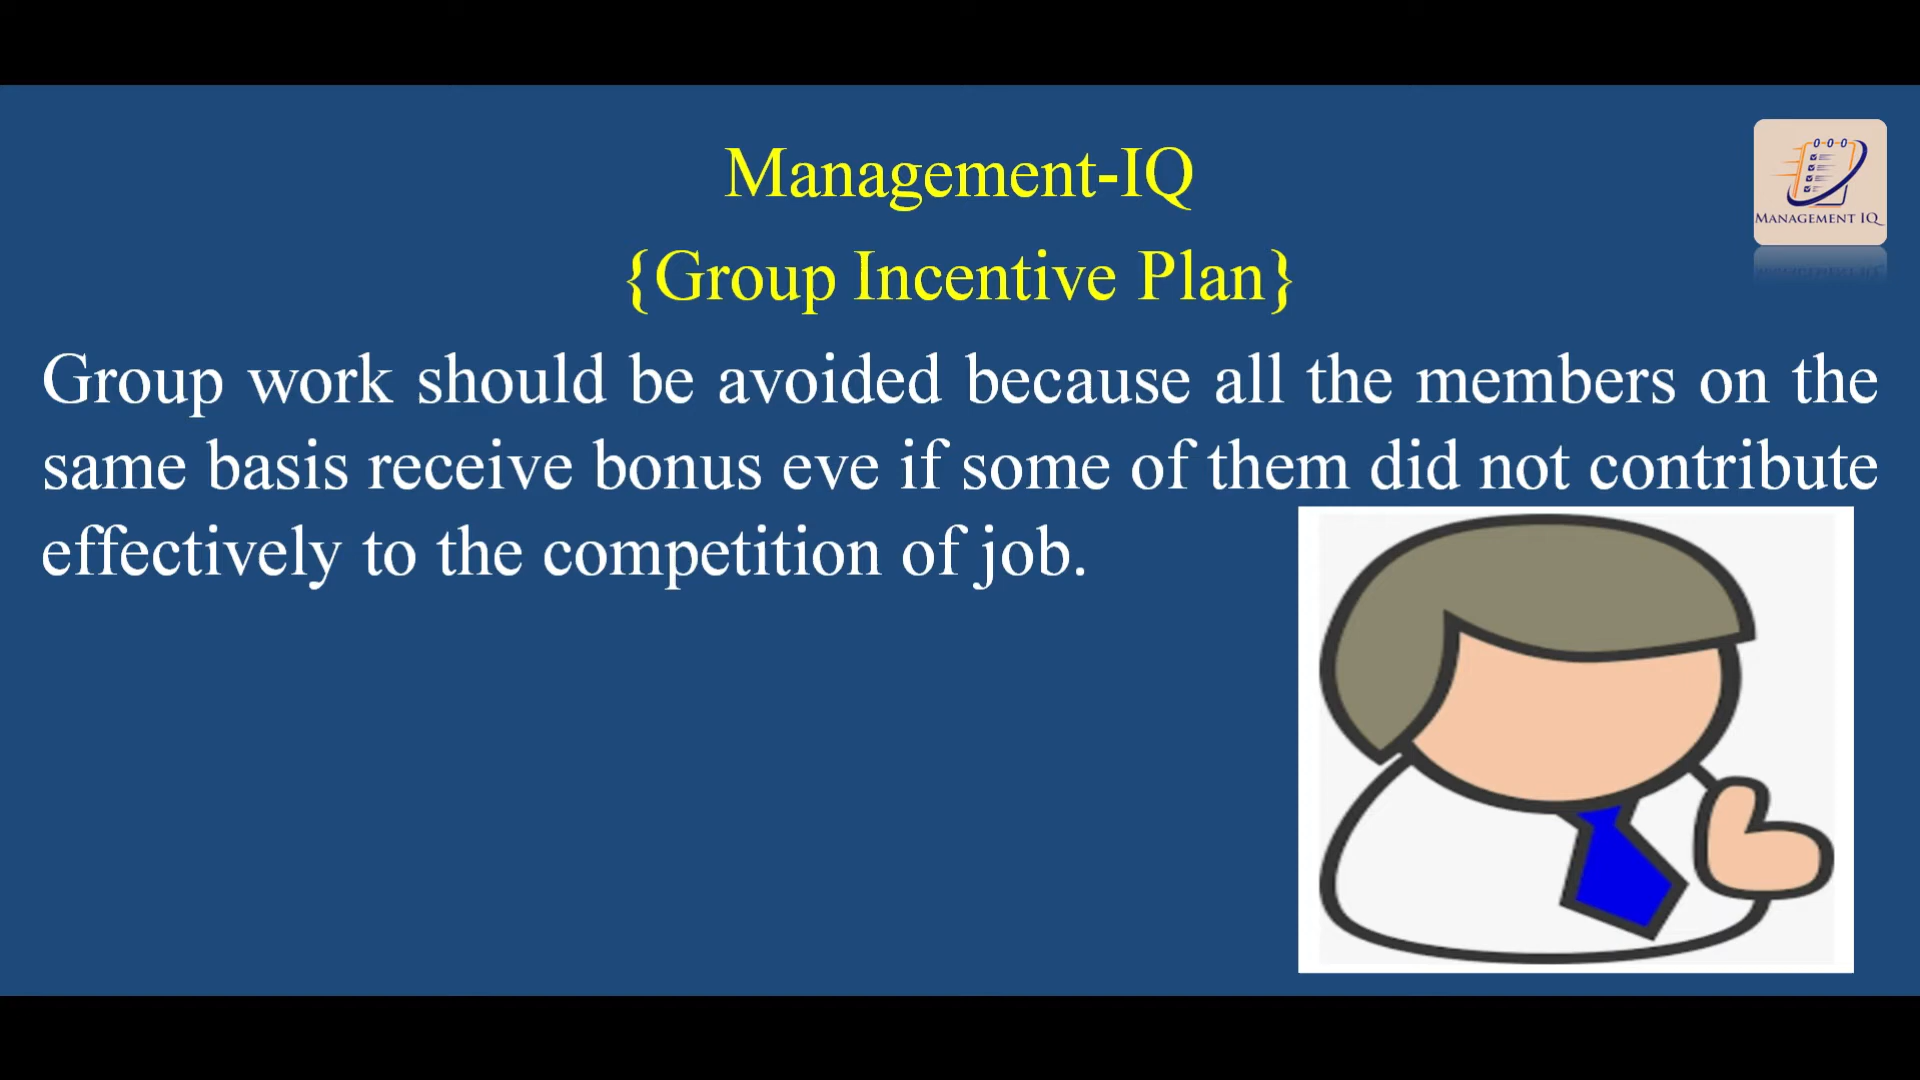 Management-IQ
{Group Incentive Plan}
Group work should be avoided because all the members on the
same basis receive bonus eve if some of them did not contribute
effectively to the competition of job.
MANAGEMENT IQ